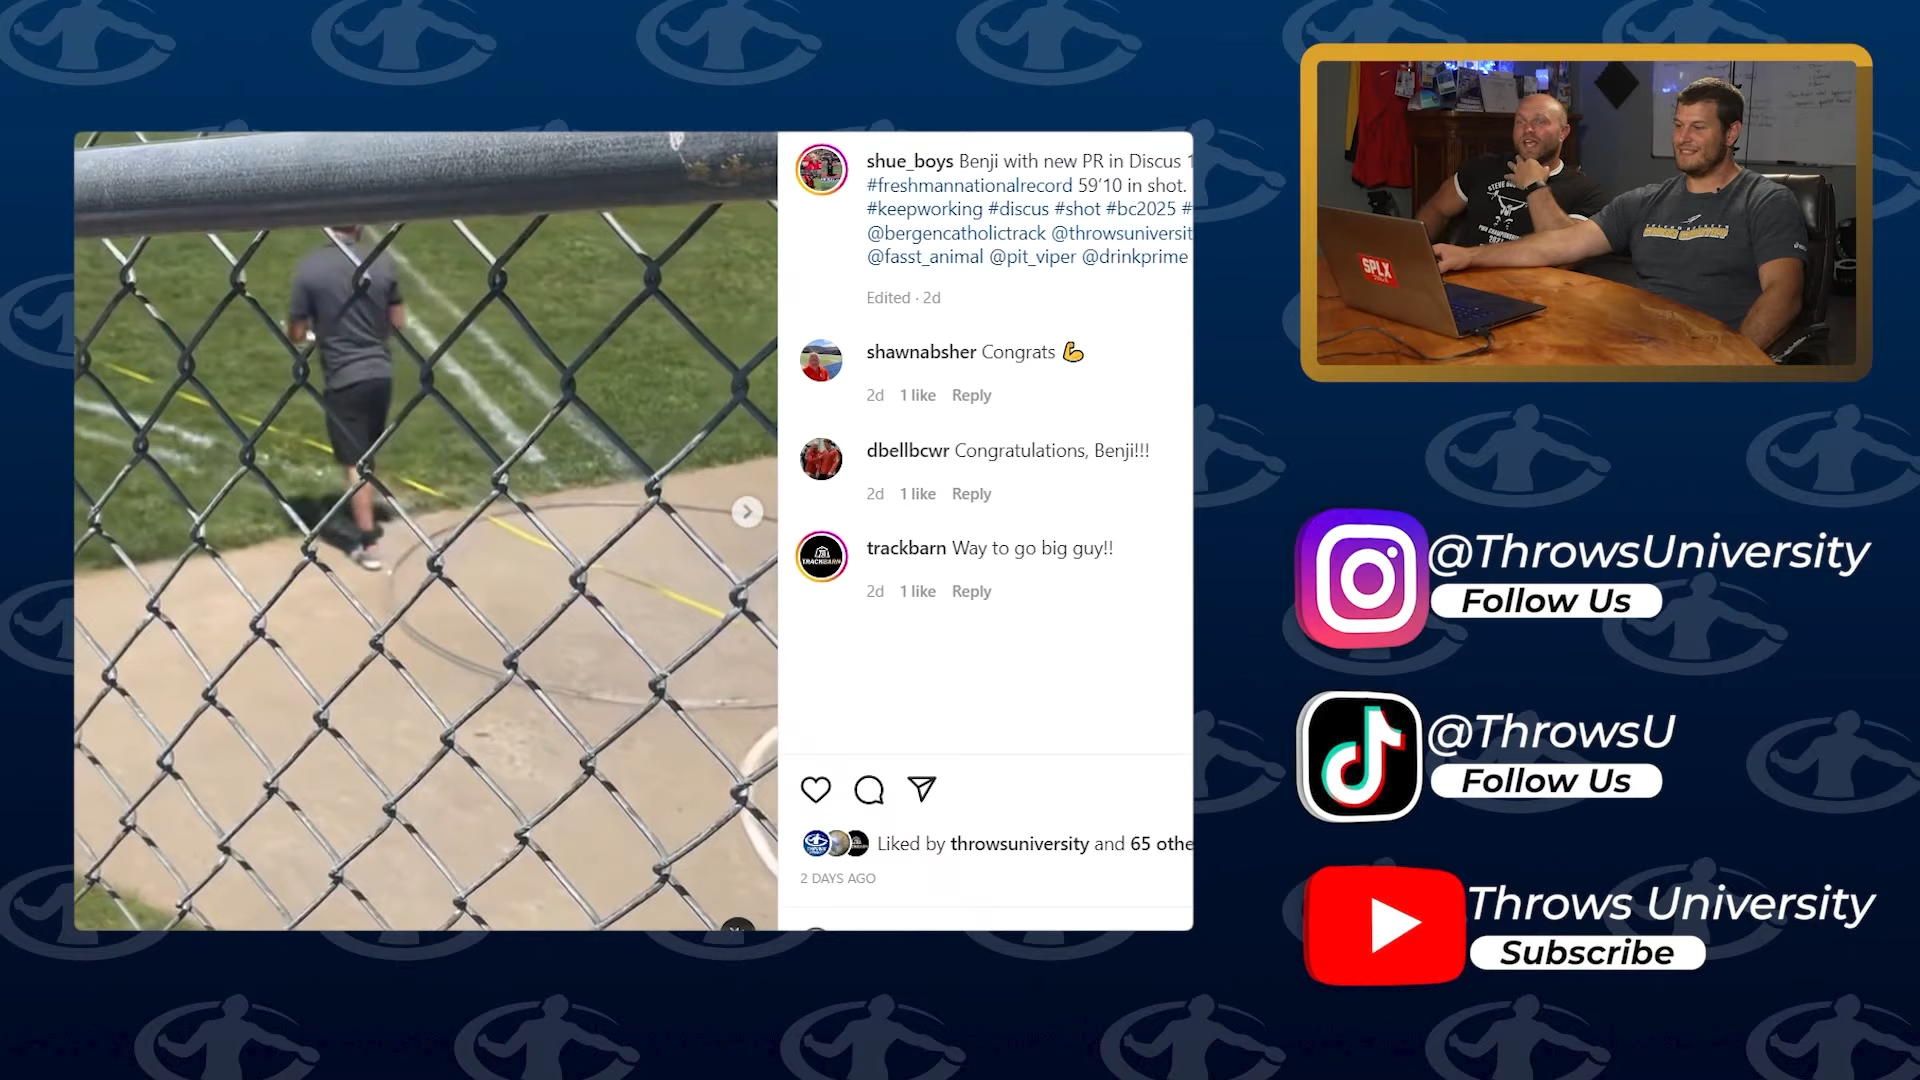 shue_boys Benji with new PR in Discus 1
#freshmannationalrecord 59'10 in shot.
#keepworking #discus #shot #bc2025 #
@bergencatholictrack @throwsuniversit
@fasst_animal @pit_viper @drinkprime
Edited · 2d
shawnabsher Congrats 💪
2d 1 like Reply
dbellbcwr Congratulations, Benji!!!
2d 1 like Reply
trackbarn Way to go big guy!!
2d 1 like Reply
Liked by throwsuniversity and 65 othe
2 DAYS AGO
SPLX
@ThrowsUniversity
Follow Us
@ThrowsU
Follow Us
Throws University
Subscribe